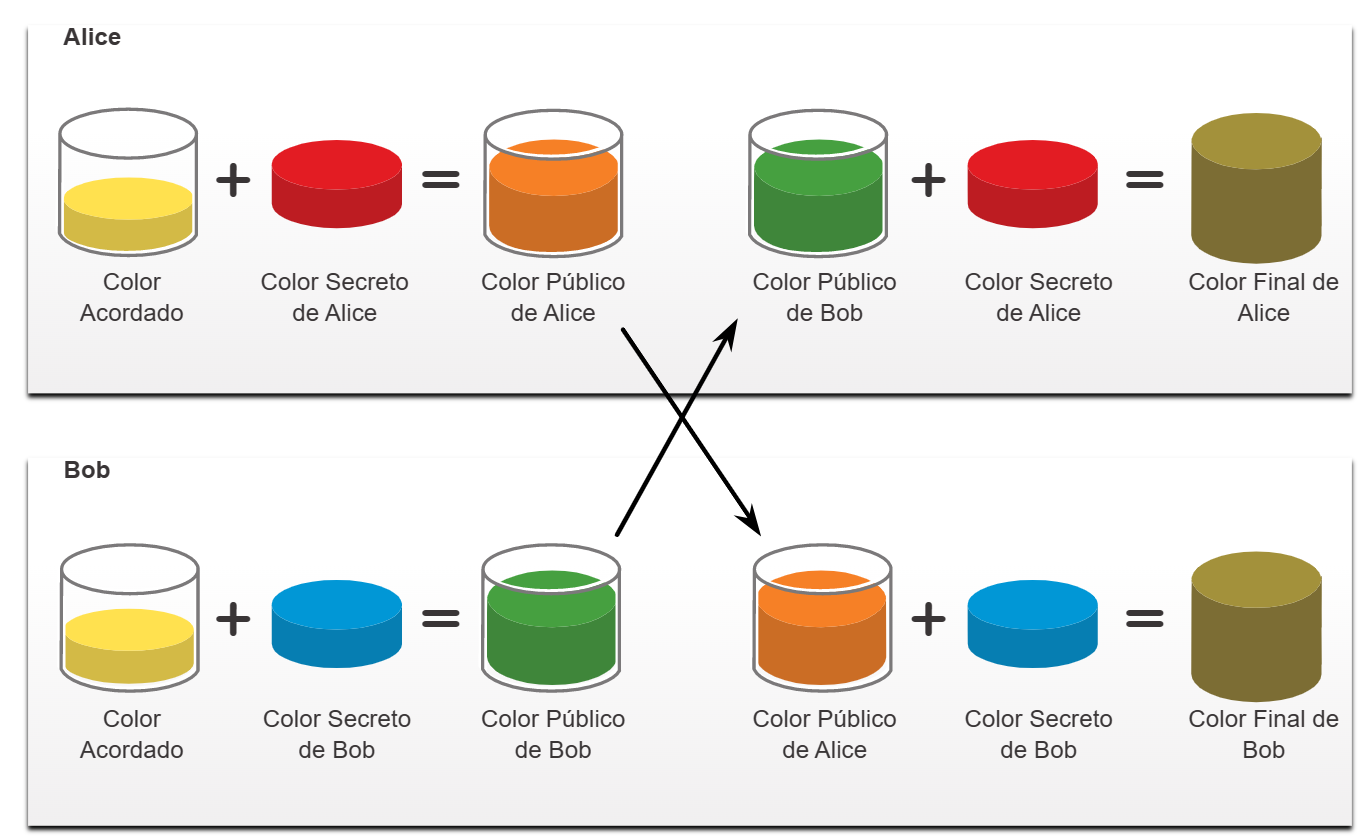 Alice
+ = + =
Color Color Secreto Color Público Color Público Color Secreto Color Final de
Acordado de Alice de Alice de Bob de Alice Alice
Bob
+ = + =
Color Color Secreto Color Público Color Público Color Secreto Color Final de
Acordado de Bob de Bob de Alice de Bob Bob